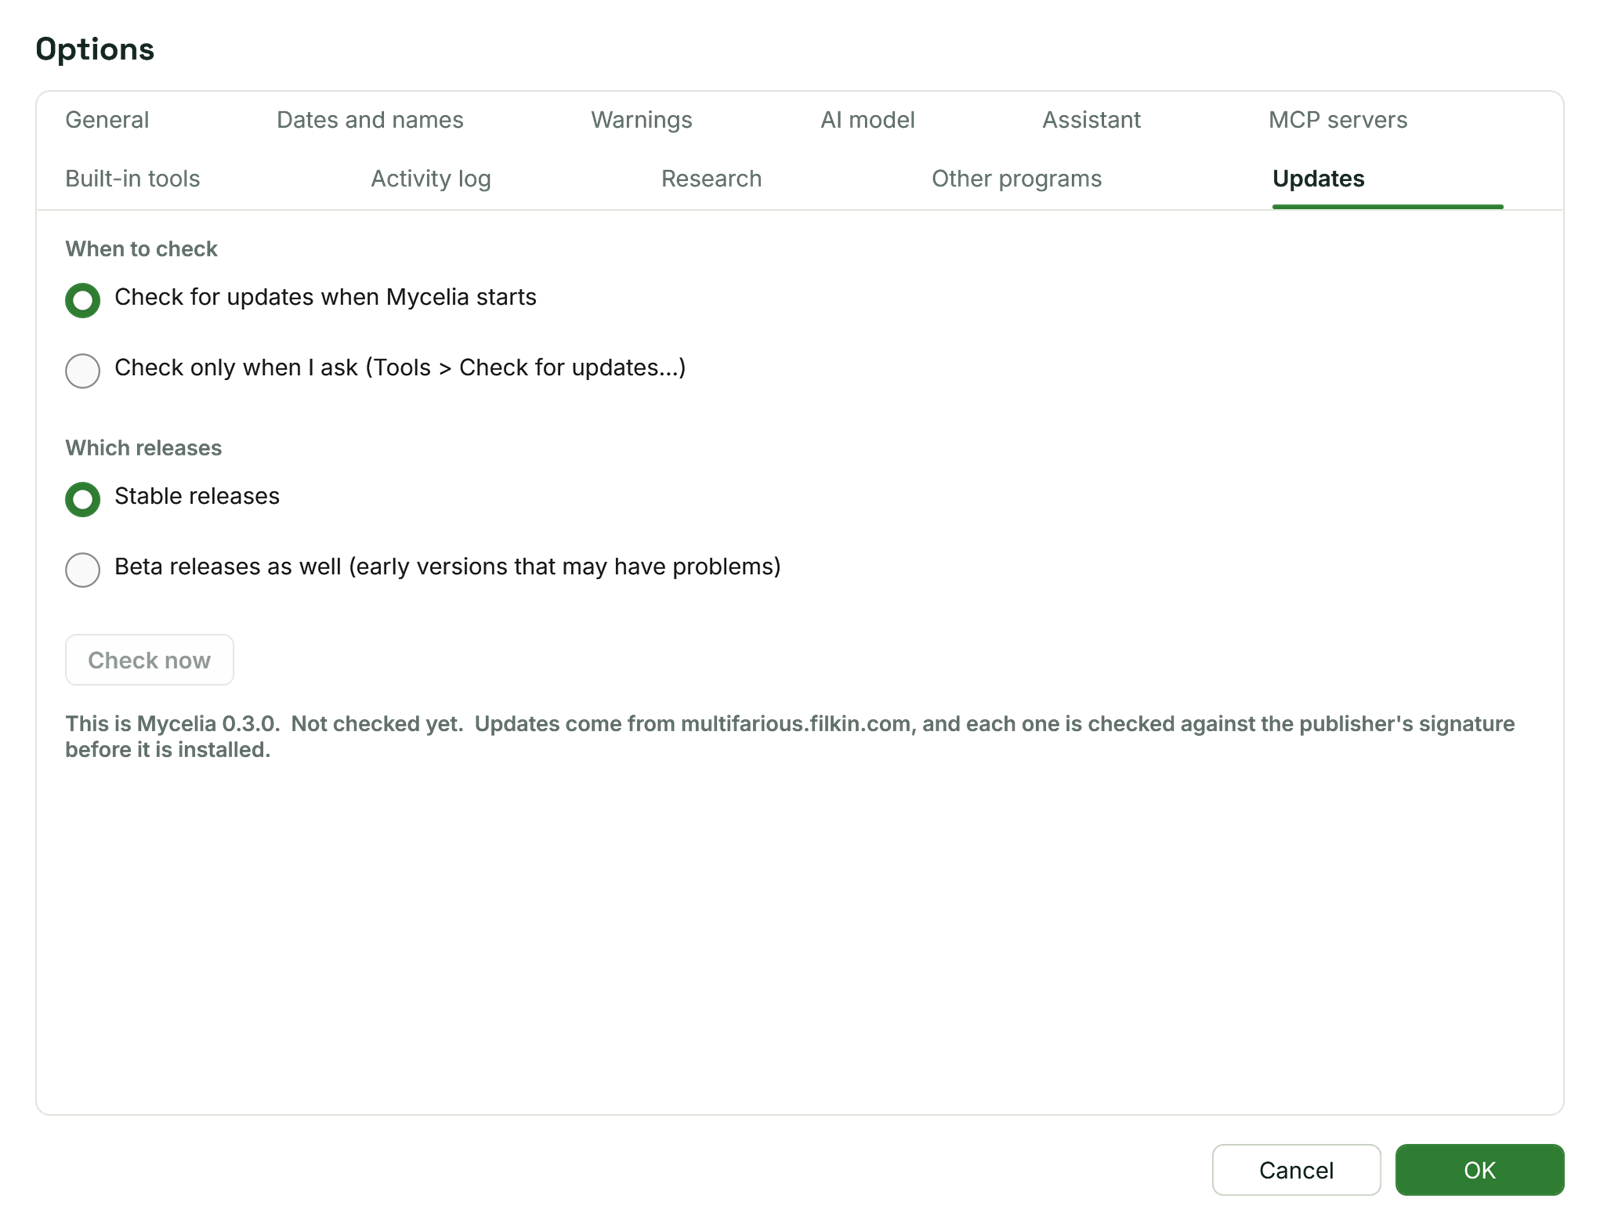 Options
General Dates and names Warnings AI model Assistant MCP servers
Built-in tools Activity log Research Other programs Updates
When to check
Check for updates when Mycelia starts
Check only when I ask (Tools > Check for updates...)
Which releases
Stable releases
Beta releases as well (early versions that may have problems)
Check now
This is Mycelia 0.3.0.  Not checked yet.  Updates come from multifarious.filkin.com, and each one is checked against the publisher's signature
before it is installed.
Cancel OK